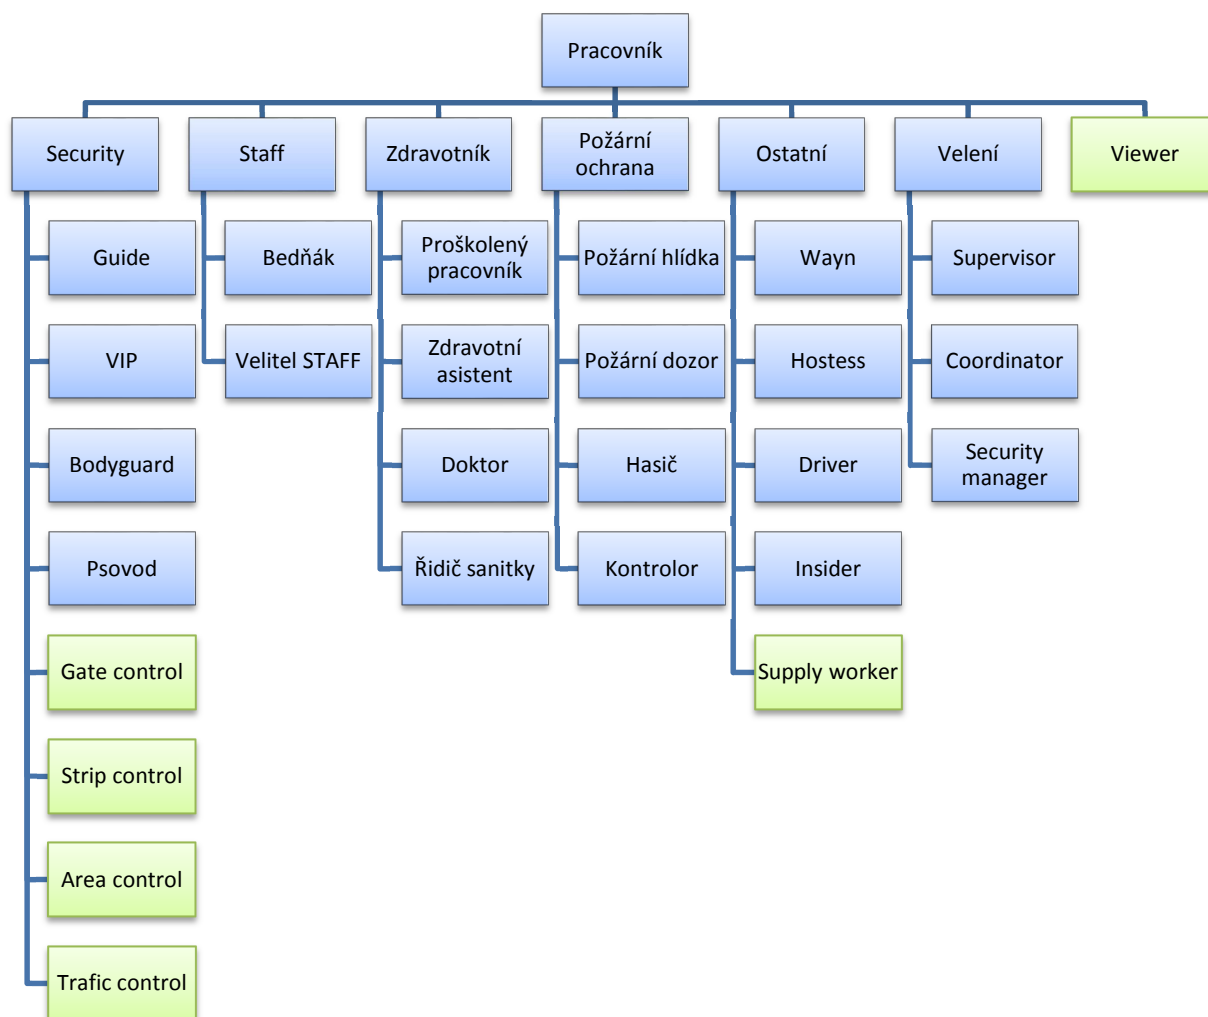 Pracovník
Security
Staff
Zdravotník
Požární
ochrana
Ostatní
Velení
Viewer
Guide
Bedňák
Proškolený
pracovník
Požární hlídka
Wayn
Supervisor
VIP
Velitel STAFF
Zdravotní
asistent
Požární dozor
Hostess
Coordinator
Bodyguard
Doktor
Hasič
Driver
Security
manager
Psovod
Řidič sanitky
Kontrolor
Insider
Gate control
Supply worker
Strip control
Area control
Trafic control